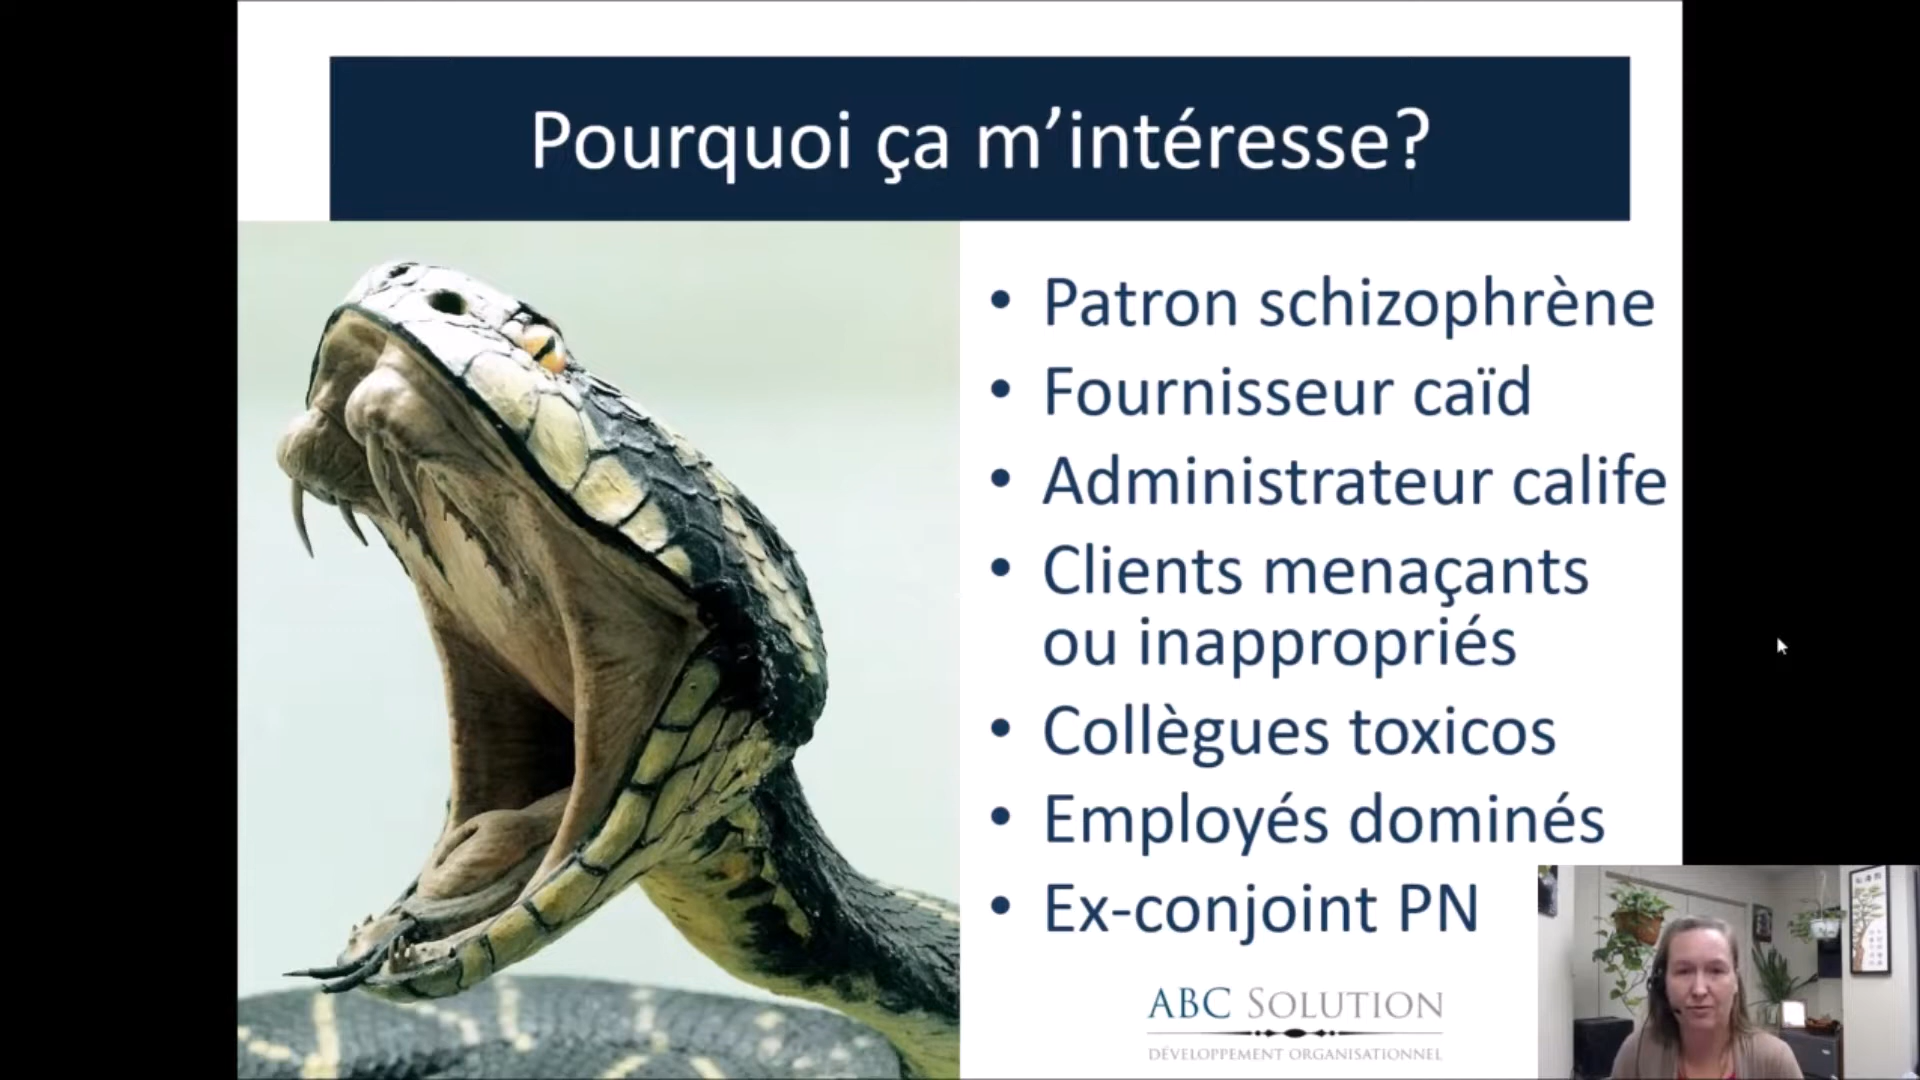 Pourquoi ça m’intéresse?
• Patron schizophrène
• Fournisseur caïd
• Administrateur calife
• Clients menaçants
ou inappropriés
• Collègues toxicos
• Employés dominés
• Ex-conjoint PN
ABC SOLUTION
DÉVELOPPEMENT ORGANISATIONNEL